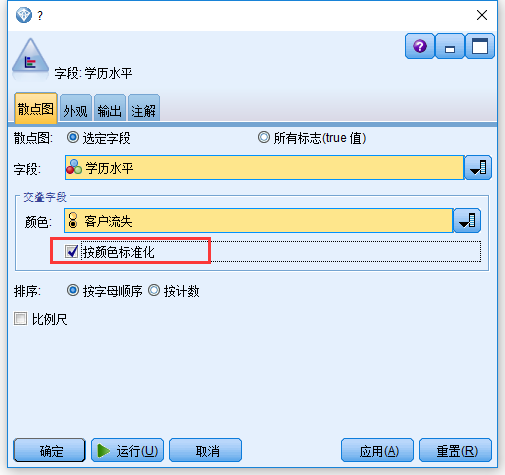 ?
字段: 学历水平
散点图 外观 输出 注解
散点图: 选定字段 所有标志(true 值)
字段: 学历水平
交叠字段
颜色: 客户流失
按颜色标准化
排序: 按字母顺序 按计数
比例尺
确定 运行(U) 取消 应用(A) 重置(R)